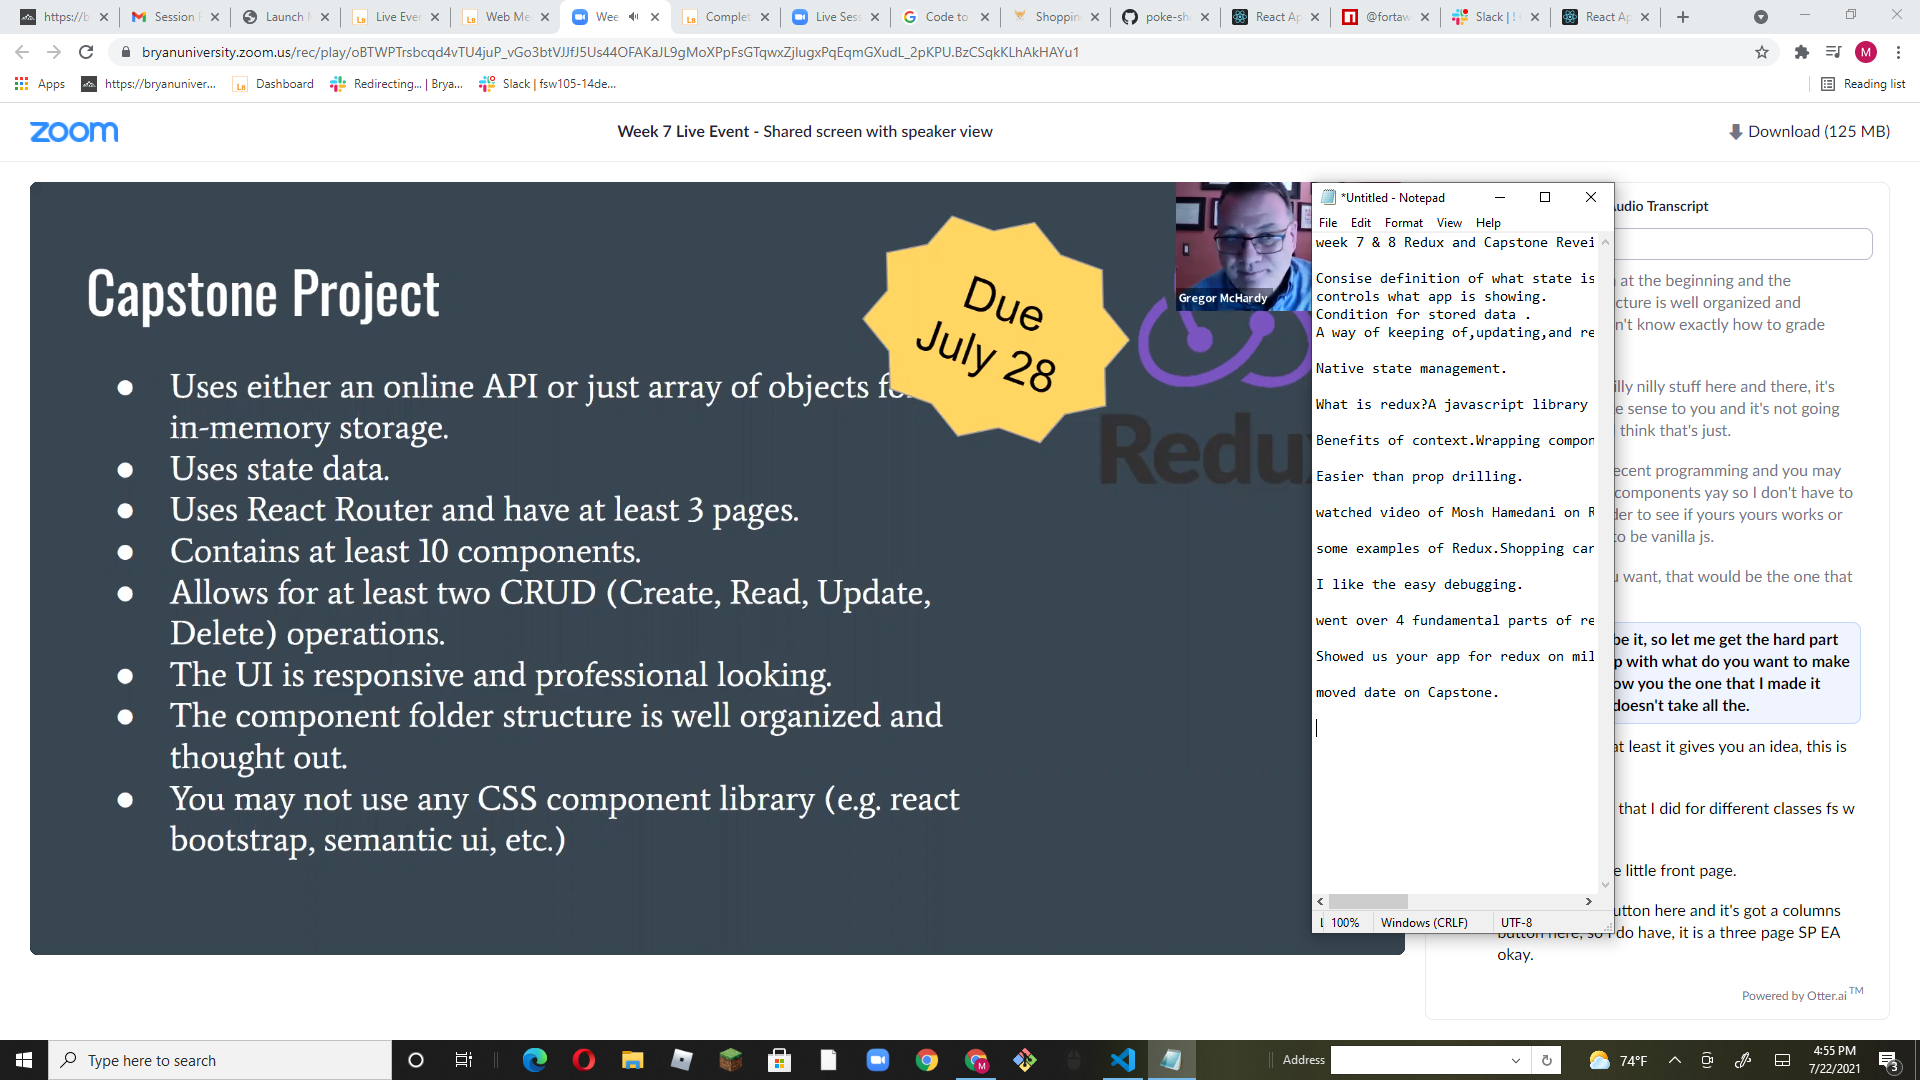 https://b
Session F
Launch
Live Eve
Web Me
Wee
Complet
Live Sess
Code to
Shoppin
poke-sh
React Ap
@fortaw
Slack | !
React Ap
bryanuniversity.zoom.us/rec/play/
Apps
https://bryanuniver...
Dashboard
Redirecting... | Brya...
Slack | fsw105-14de...
Reading list
zoom
Week 7 Live Event - Shared screen with speaker view
Download (125 MB)
Capstone Project
Due
July 28
Uses either an online API or just array of objects
in-memory storage.
Uses state data.
Uses React Router and have at least 3 pages.
Contains at least 10 components.
Allows for at least two CRUD (Create, Read, Update,
Delete) operations.
The UI is responsive and professional looking.
The component folder structure is well organized and
thought out.
You may not use any CSS component library (e.g. react
bootstrap, semantic ui, etc.)
Redux
Gregor McHardy
*Untitled - Notepad
File Edit Format View Help
week 7 & 8 Redux and Capstone Revei
Consise definition of what state is
controls what app is showing.
Condition for stored data .
A way of keeping of,updating,and re
Native state management.
What is redux?A javascript library
Benefits of context.Wrapping compon
Easier than prop drilling.
watched video of Mosh Hamedani on R
some examples of Redux.Shopping car
I like the easy debugging.
went over 4 fundamental parts of re
Showed us your app for redux on mil
moved date on Capstone.
100%
Windows (CRLF)
UTF-8
Audio Transcript
at the beginning and the
cture is well organized and
n't know exactly how to grade
illy nilly stuff here and there, it's
e sense to you and it's not going
think that's just.
ecent programming and you may
components yay so I don't have to
der to see if yours yours works or
o be vanilla js.
u want, that would be the one that
be it, so let me get the hard part
p with what do you want to make
ow you the one that I made it
doesn't take all the.
at least it gives you an idea, this is
that I did for different classes fs w
e little front page.
utton here and it's got a columns
button here, so I do have, it is a three page SP EA
okay.
Powered by Otter.ai TM
Type here to search
Address
74°F
4:55 PM
7/22/2021
3